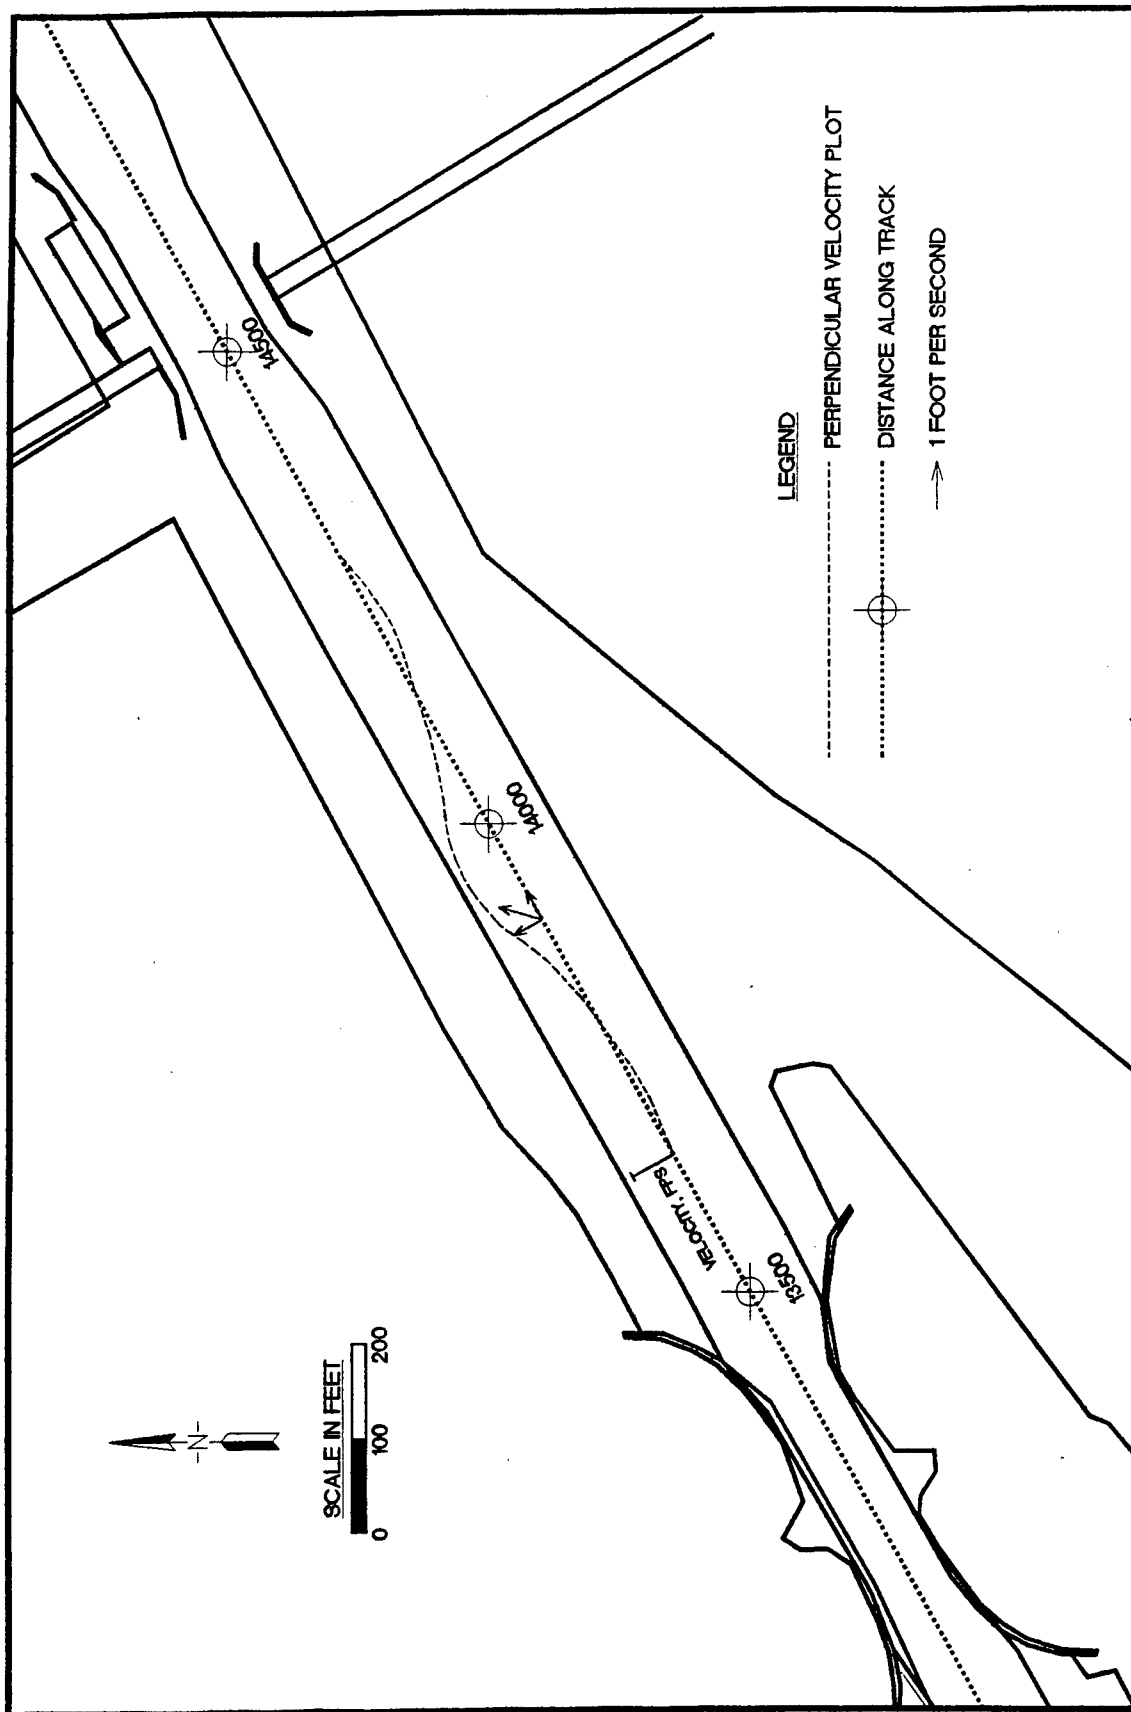 -N-
SCALE IN FEET
0 100 200
14500
14000
VELOCITY, FPS
13500
LEGEND
PERPENDICULAR VELOCITY PLOT
DISTANCE ALONG TRACK
1 FOOT PER SECOND